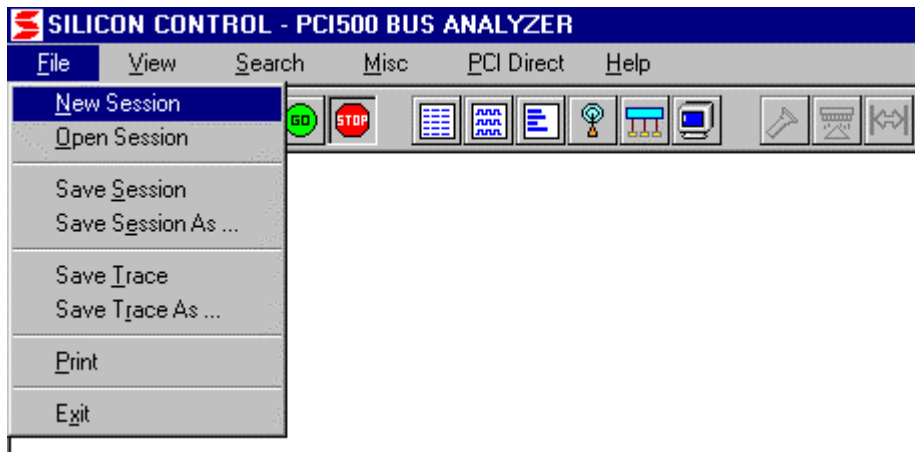 SILICON CONTROL - PCI500 BUS ANALYZER
File View Search Misc PCI Direct Help
New Session
GO STOP
Open Session
Save Session
Save Session As ...
Save Trace
Save Trace As ...
Print
Exit